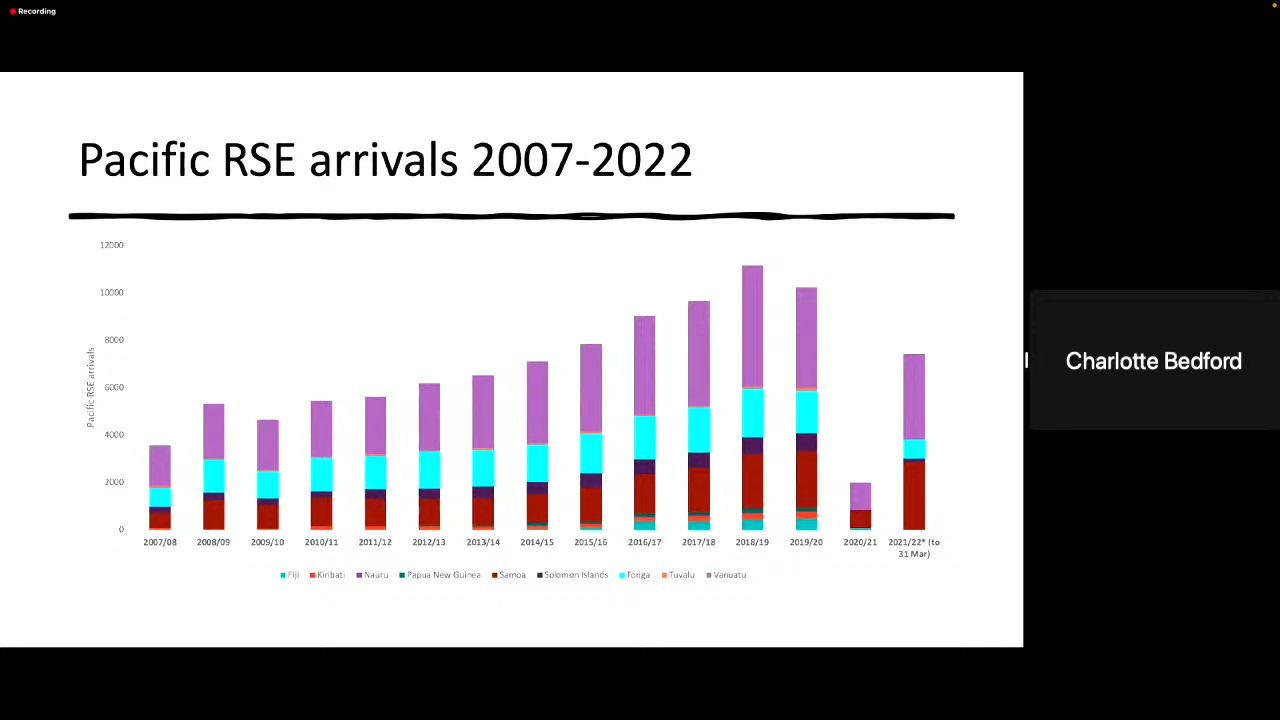 Recording
Pacific RSE arrivals 2007-2022
12000
10000
8000
6000
4000
2000
0
Pacific RSE arrivals
2007/08 2008/09 2009/10 2010/11 2011/12 2012/13 2013/14 2014/15 2015/16 2016/17 2017/18 2018/19 2019/20 2020/21 2021/22* (to
31 Mar)
Fiji Kiribati Nauru Papua New Guinea Samoa Solomon Islands Tonga Tuvalu Vanuatu
Charlotte Bedford